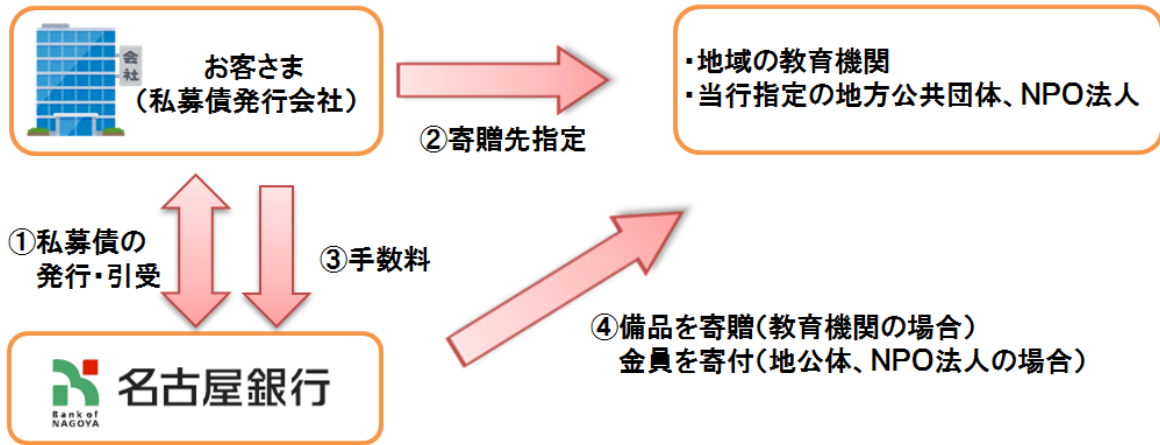 会社
お客さま
（私募債発行会社）
・地域の教育機関
・当行指定の地方公共団体、NPO法人
②寄贈先指定
①私募債の
発行・引受
③手数料
④備品を寄贈（教育機関の場合）
金員を寄付（地公体、NPO法人の場合）
Bank of
NAGOYA
名古屋銀行